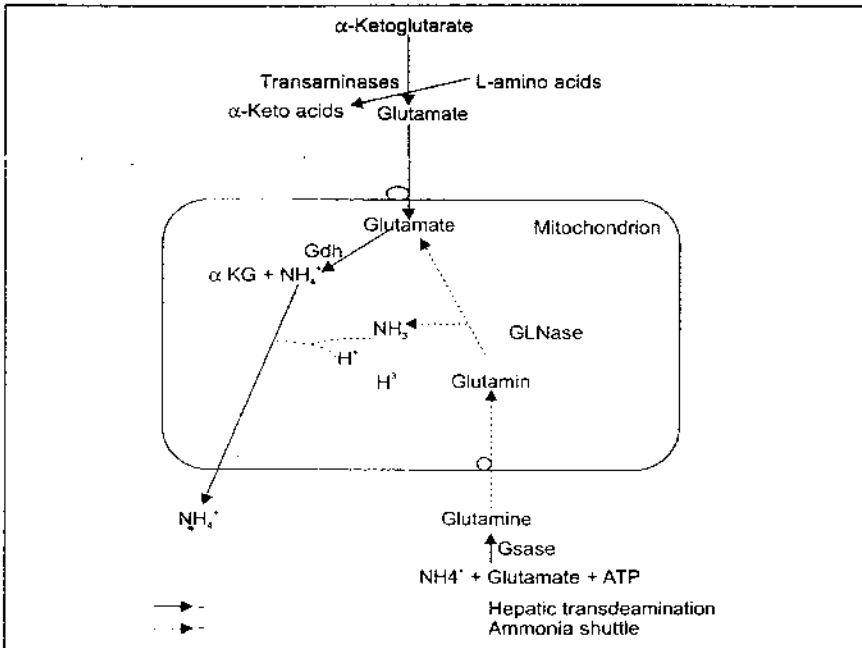 α-Ketoglutarate
Transaminases L-amino acids
α-Keto acids Glutamate
Glutamate Mitochondrion
Gdh
α KG + NH₄⁺
NH₃ GLNase
H⁺
H³ Glutamin
NH₄⁺ Glutamine
Gsase
NH4⁺ + Glutamate + ATP
Hepatic transdeamination
Ammonia shuttle